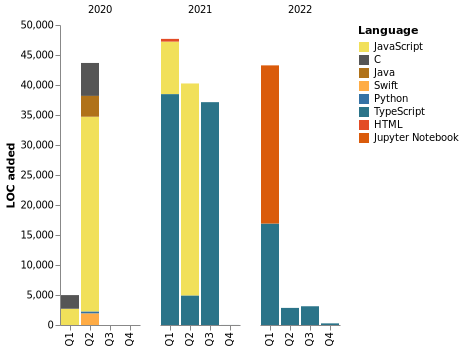 2020 2021 2022
Language
JavaScript
C
Java
Swift
Python
TypeScript
HTML
Jupyter Notebook
LOC added
50,000
45,000
40,000
35,000
30,000
25,000
20,000
15,000
10,000
5,000
0
Q1 Q2 Q3 Q4 Q1 Q2 Q3 Q4 Q1 Q2 Q3 Q4